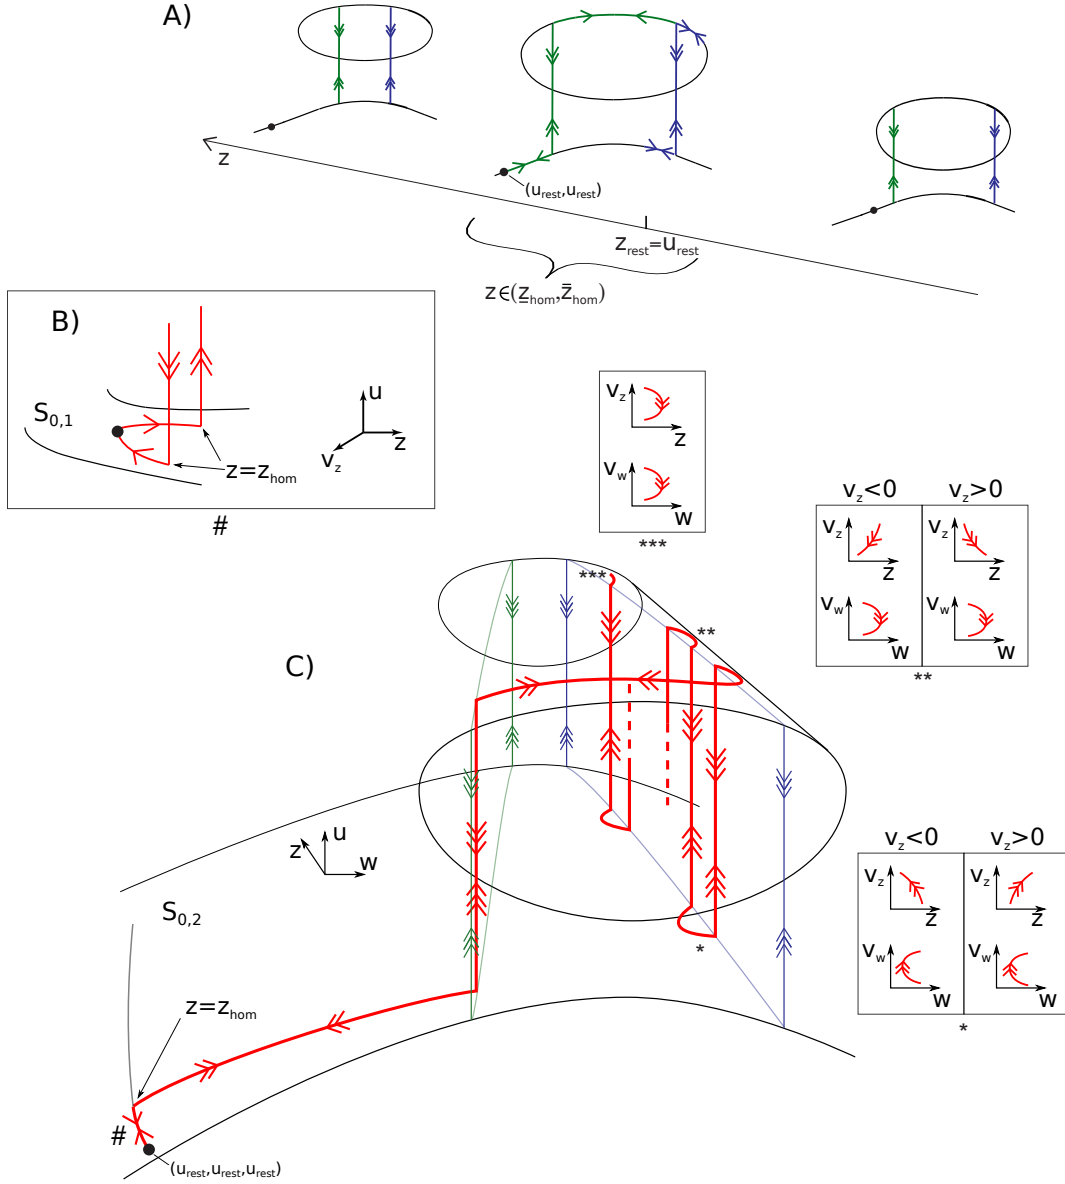 A)
z
(u_rest,u_rest)
z_rest=u_rest
z∈(z̲_hom,z̄_hom)
B)
S_0,1
z=z_hom
u
z
v_z
#
v_z
z
v_w
w
***
v_z<0
v_z>0
v_z
z
v_z
z
v_w
w
v_w
w
**
C)
***
**
u
z
w
S_0,2
z=z_hom
*
#
(u_rest,u_rest,u_rest)
v_z<0
v_z>0
v_z
z
v_z
z
v_w
w
v_w
w
*